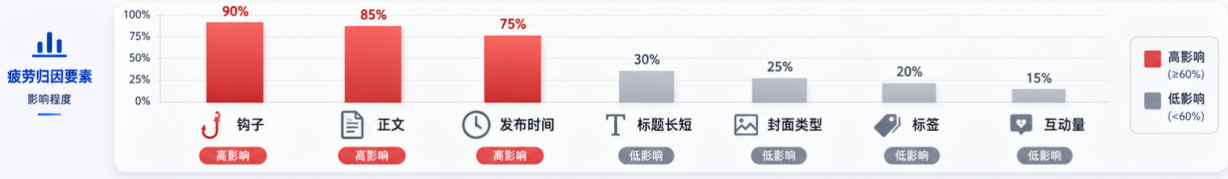 疲劳归因要素
影响程度
100%
75%
50%
25%
0%
90%
85%
75%
30%
25%
20%
15%
钩子
正文
发布时间
标题长短
封面类型
标签
互动量
高影响
高影响
高影响
低影响
低影响
低影响
低影响
高影响
(≥60%)
低影响
(<60%)